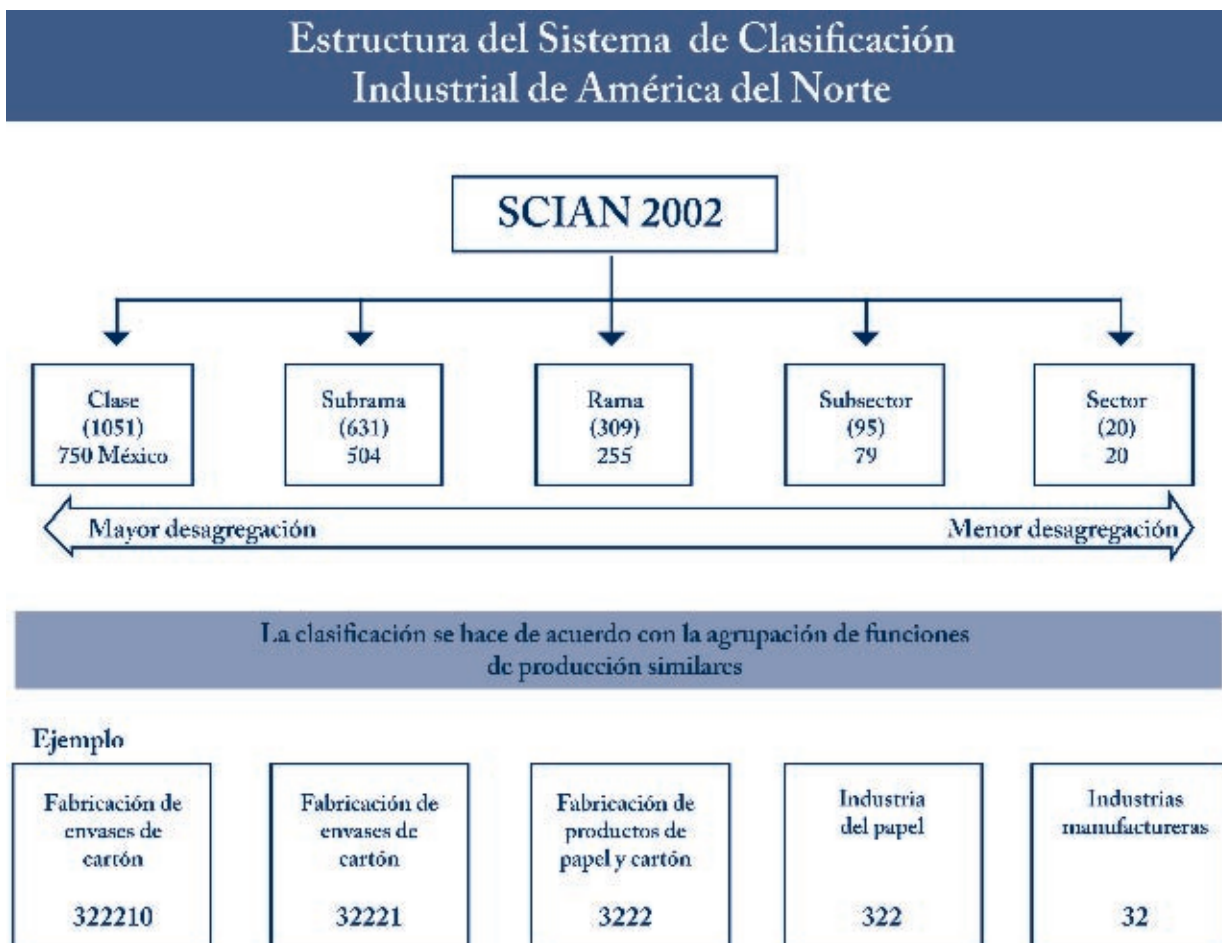 Estructura del Sistema de Clasificación
Industrial de América del Norte
SCIAN 2002
Clase
(1051)
750 México
Subrama
(631)
504
Rama
(309)
255
Subsector
(95)
79
Sector
(20)
20
Mayor desagregación
Menor desagregación
La clasificación se hace de acuerdo con la agrupación de funciones
de producción similares
Ejemplo
Fabricación de
envases de
cartón
322210
Fabricación de
envases de
cartón
32221
Fabricación de
productos de
papel y cartón
3222
Industria
del papel
322
Industrias
manufactureras
32